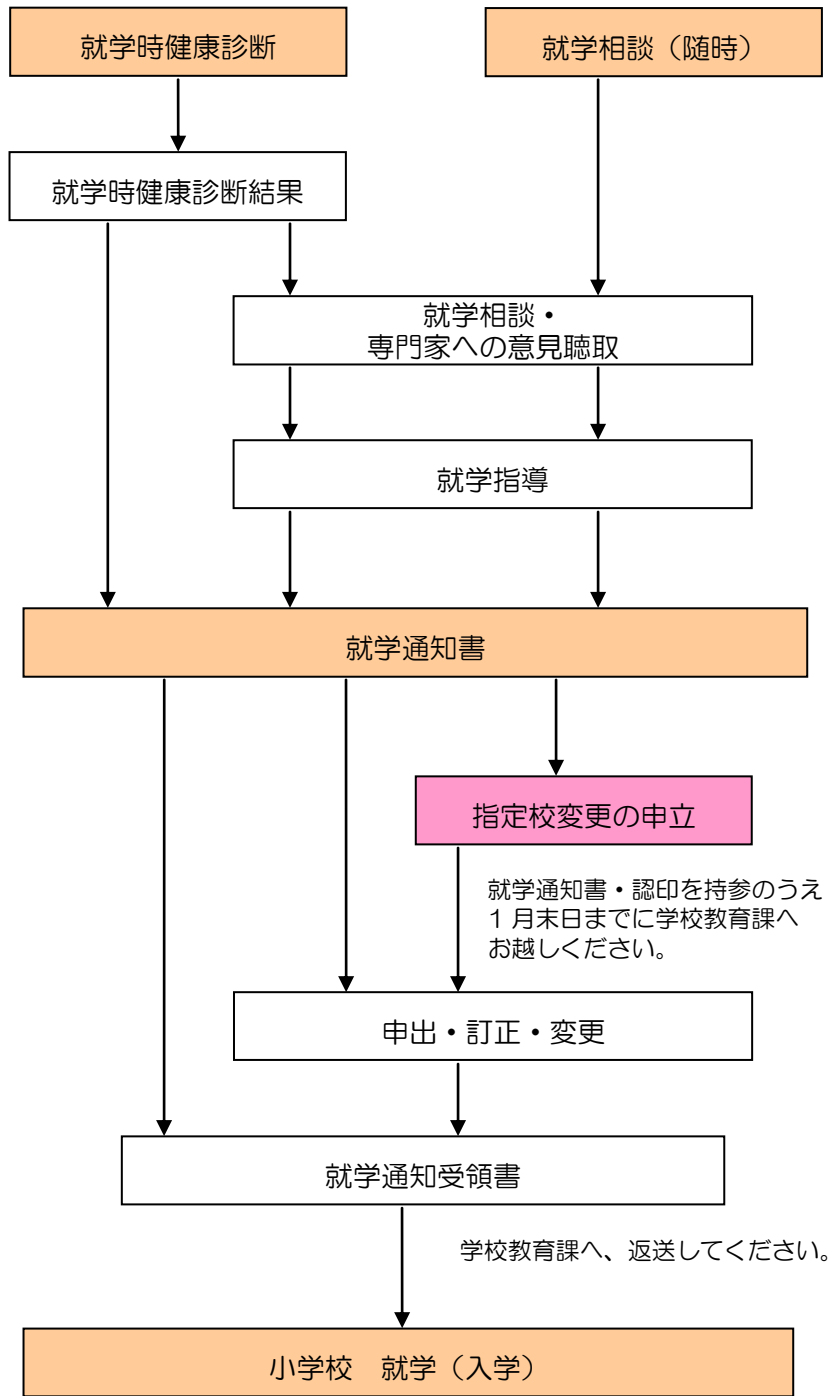 就学時健康診断
就学相談（随時）
就学時健康診断結果
就学相談・
専門家への意見聴取
就学指導
就学通知書
指定校変更の申立
就学通知書・認印を持参のうえ
1 月末日までに学校教育課へ
お越しください。
申出・訂正・変更
就学通知受領書
学校教育課へ、返送してください。
小学校　就学（入学）